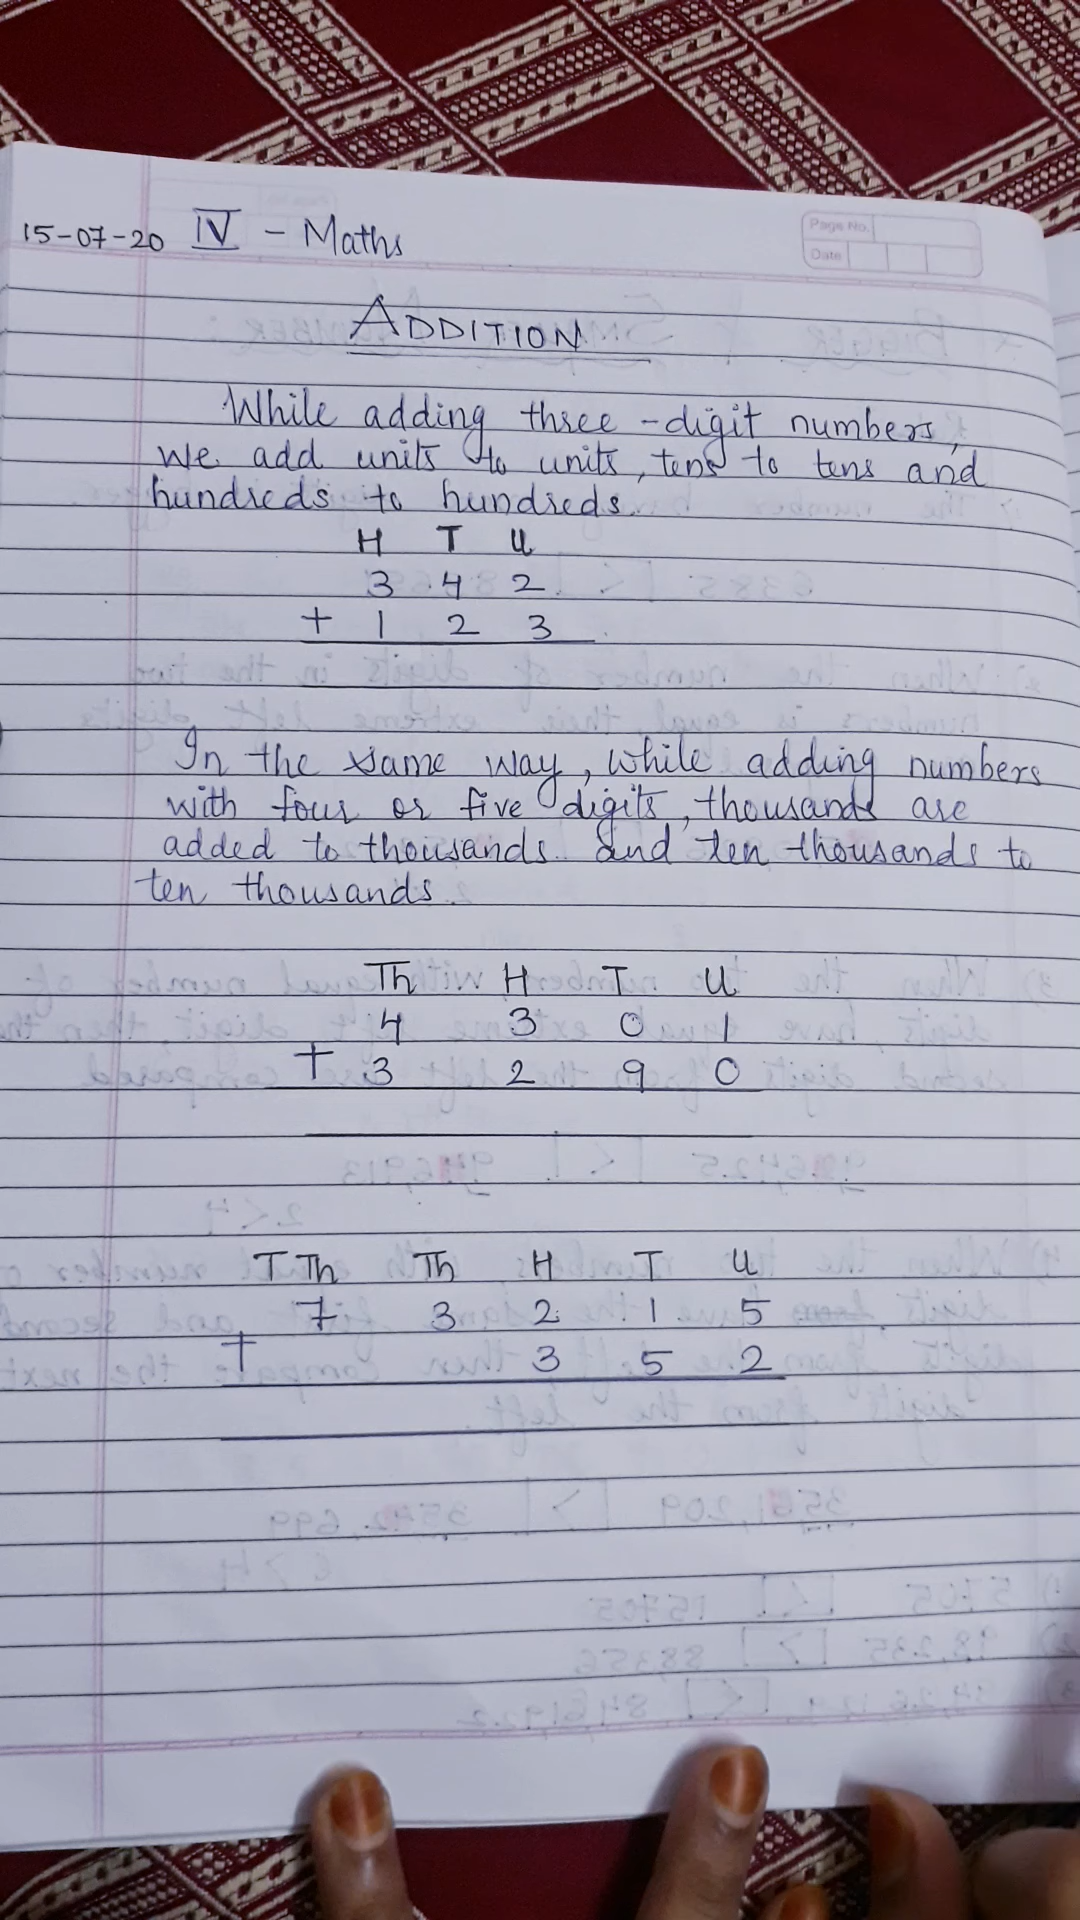 15-07-20 IV - Maths
Page No.
Date
ADDITION
While adding three-digit numbers,
we add units to units, tens to tens and
hundreds to hundreds.
H T U
3 4 2
+ 1 2 3
In the same way, while adding numbers
with four or five digits, thousands are
added to thousands and ten thousands to
ten thousands.
Th H T U
4 3 0 1
+ 3 2 9 0
T Th Th H T U
7 3 2 1 5
+ 3 5 2